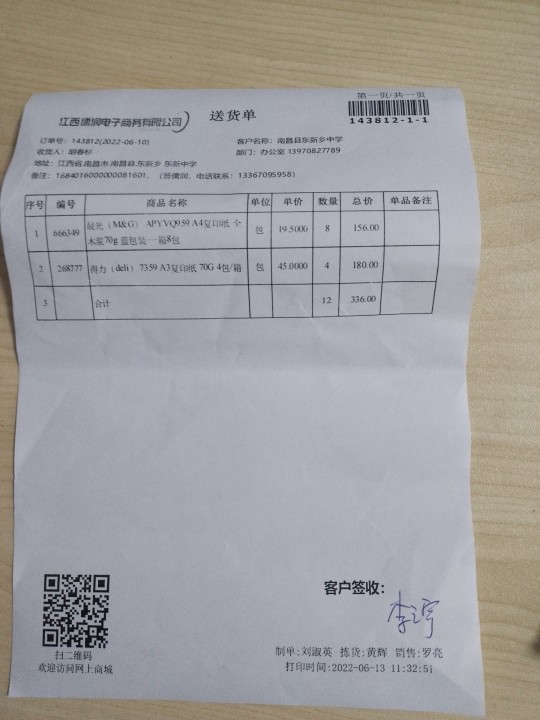 第一页/共一页
江西儒润电子商务有限公司
送货单
143812-1-1
订单号：143812(2022-06-10)
客户名称：南昌县东新乡中学
收货人：胡春杉
部门：办公室 13970827789
地址：江西省.南昌市.南昌县.东新乡 东新中学
备注：1684016000000081601，（晋儒润、电话联系：13367095958）
序号 编号 商品名称 单位 单价 数量 总价 单品备注
1 666349 晨光（M&G） APYVQ959 A4复印纸 全木浆70g 蓝包装 一箱8包 包 19.5000 8 156.00
2 268777 得力（deli）7359 A3复印纸 70G 4包/箱 包 45.0000 4 180.00
3 合计 12 336.00
客户签收：
扫二维码
欢迎访问网上商城
制单:刘淑英 拣货:黄辉 销售:罗亮
打印时间:2022-06-13 11:32:51